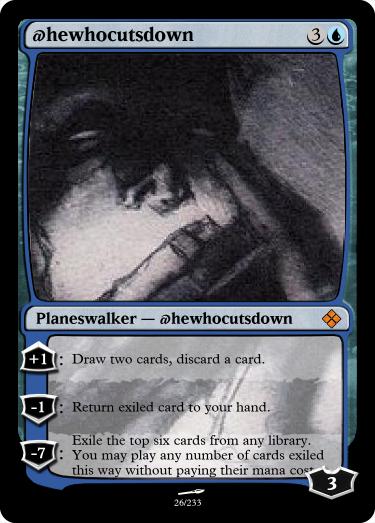 @hewhocutsdown 3
Planeswalker — @hewhocutsdown
+1: Draw two cards, discard a card.
-1: Return exiled card to your hand.
-7: Exile the top six cards from any library.
You may play any number of cards exiled
this way without paying their mana cost
3
26/233